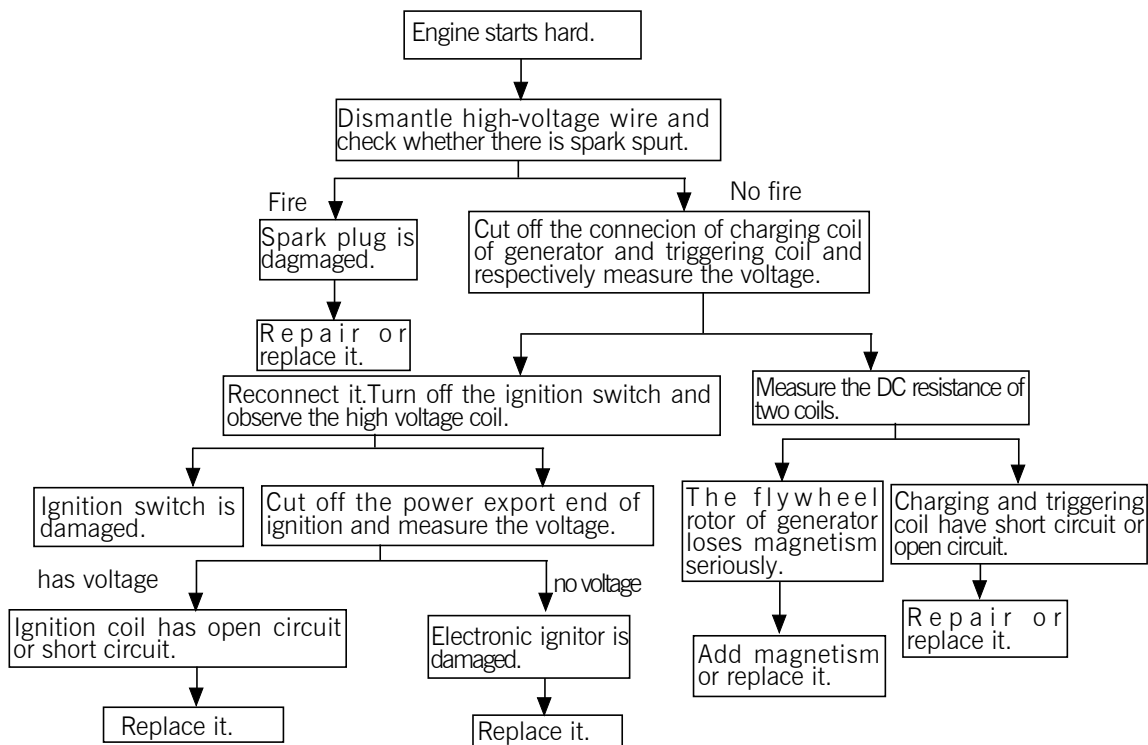 Engine starts hard.
Dismantle high-voltage wire and
check whether there is spark spurt.
Fire
No fire
Spark plug is
dagmaged.
Cut off the connecion of charging coil
of generator and triggering coil and
respectively measure the voltage.
Repair or
replace it.
Reconnect it.Turn off the ignition switch and
observe the high voltage coil.
Measure the DC resistance of
two coils.
Ignition switch is
damaged.
Cut off the power export end of
ignition and measure the voltage.
The flywheel
rotor of generator
loses magnetism
seriously.
Charging and triggering
coil have short circuit or
open circuit.
has voltage
no voltage
Ignition coil has open circuit
or short circuit.
Electronic ignitor is
damaged.
Add magnetism
or replace it.
Repair or
replace it.
Replace it.
Replace it.